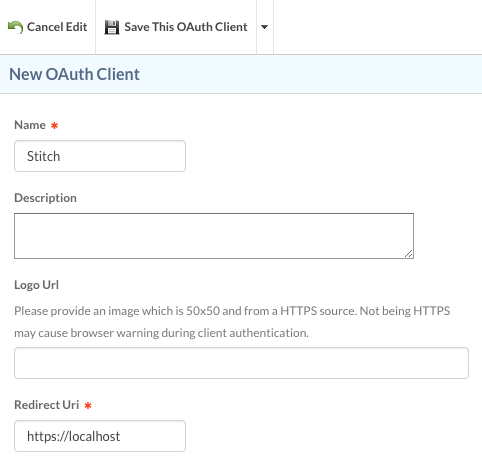 Cancel Edit Save This OAuth Client
New OAuth Client
Name *
Stitch
Description
Logo Url
Please provide an image which is 50x50 and from a HTTPS source. Not being HTTPS
may cause browser warning during client authentication.
Redirect Uri *
https://localhost